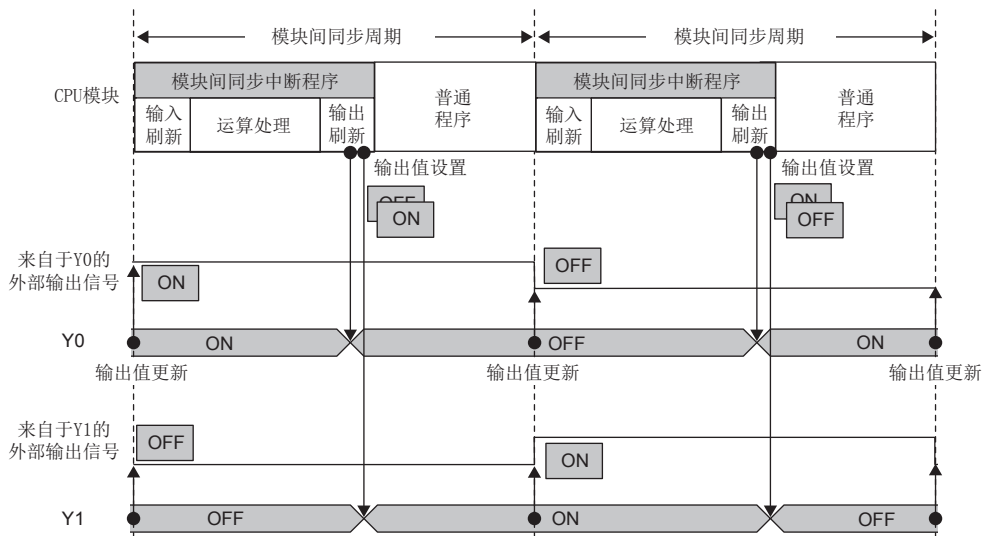 模块间同步周期 模块间同步周期
模块间同步中断程序 模块间同步中断程序
CPU模块
输入
刷新
运算处理
输出
刷新
普通
程序
输入
刷新
运算处理
输出
刷新
普通
程序
输出值设置 输出值设置
OFF
ON
ON
OFF
来自于Y0的
外部输出信号
ON
OFF
Y0 ON OFF ON
输出值更新 输出值更新 输出值更新
来自于Y1的
外部输出信号
OFF
ON
Y1 OFF ON OFF